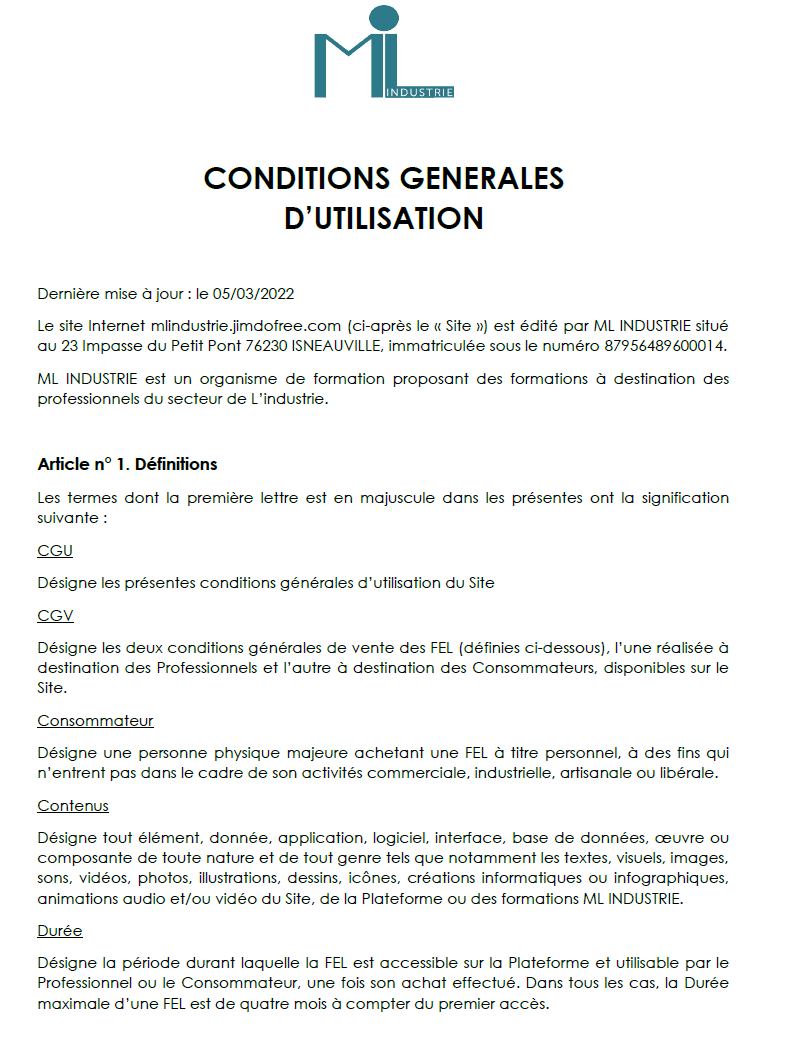 ML
INDUSTRIE
CONDITIONS GENERALES
D’UTILISATION
Dernière mise à jour : le 05/03/2022
Le site Internet mlindustrie.jimdofree.com (ci-après le « Site ») est édité par ML INDUSTRIE situé
au 23 Impasse du Petit Pont 76230 ISNEAUVILLE, immatriculée sous le numéro 87956489600014.
ML INDUSTRIE est un organisme de formation proposant des formations à destination des
professionnels du secteur de L’industrie.
Article n° 1. Définitions
Les termes dont la première lettre est en majuscule dans les présentes ont la signification
suivante :
CGU
Désigne les présentes conditions générales d’utilisation du Site
CGV
Désigne les deux conditions générales de vente des FEL (définies ci-dessous), l’une réalisée à
destination des Professionnels et l’autre à destination des Consommateurs, disponibles sur le
Site.
Consommateur
Désigne une personne physique majeure achetant une FEL à titre personnel, à des fins qui
n’entrent pas dans le cadre de son activités commerciale, industrielle, artisanale ou libérale.
Contenus
Désigne tout élément, donnée, application, logiciel, interface, base de données, œuvre ou
composante de toute nature et de tout genre tels que notamment les textes, visuels, images,
sons, vidéos, photos, illustrations, dessins, icônes, créations informatiques ou infographiques,
animations audio et/ou vidéo du Site, de la Plateforme ou des formations ML INDUSTRIE.
Durée
Désigne la période durant laquelle la FEL est accessible sur la Plateforme et utilisable par le
Professionnel ou le Consommateur, une fois son achat effectué. Dans tous les cas, la Durée
maximale d’une FEL est de quatre mois à compter du premier accès.